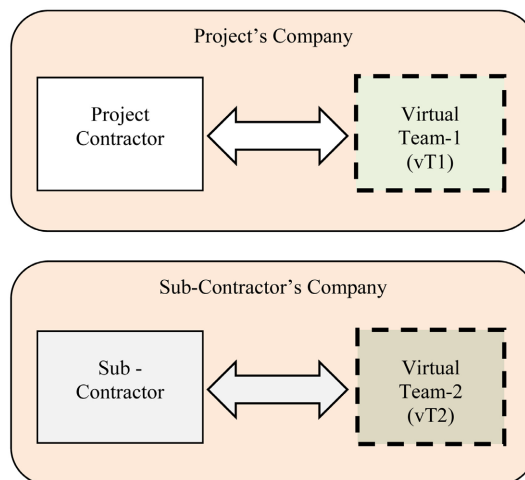 Project’s Company
Project
Contractor
Virtual
Team-1
(vT1)
Sub-Contractor’s Company
Sub -
Contractor
Virtual
Team-2
(vT2)